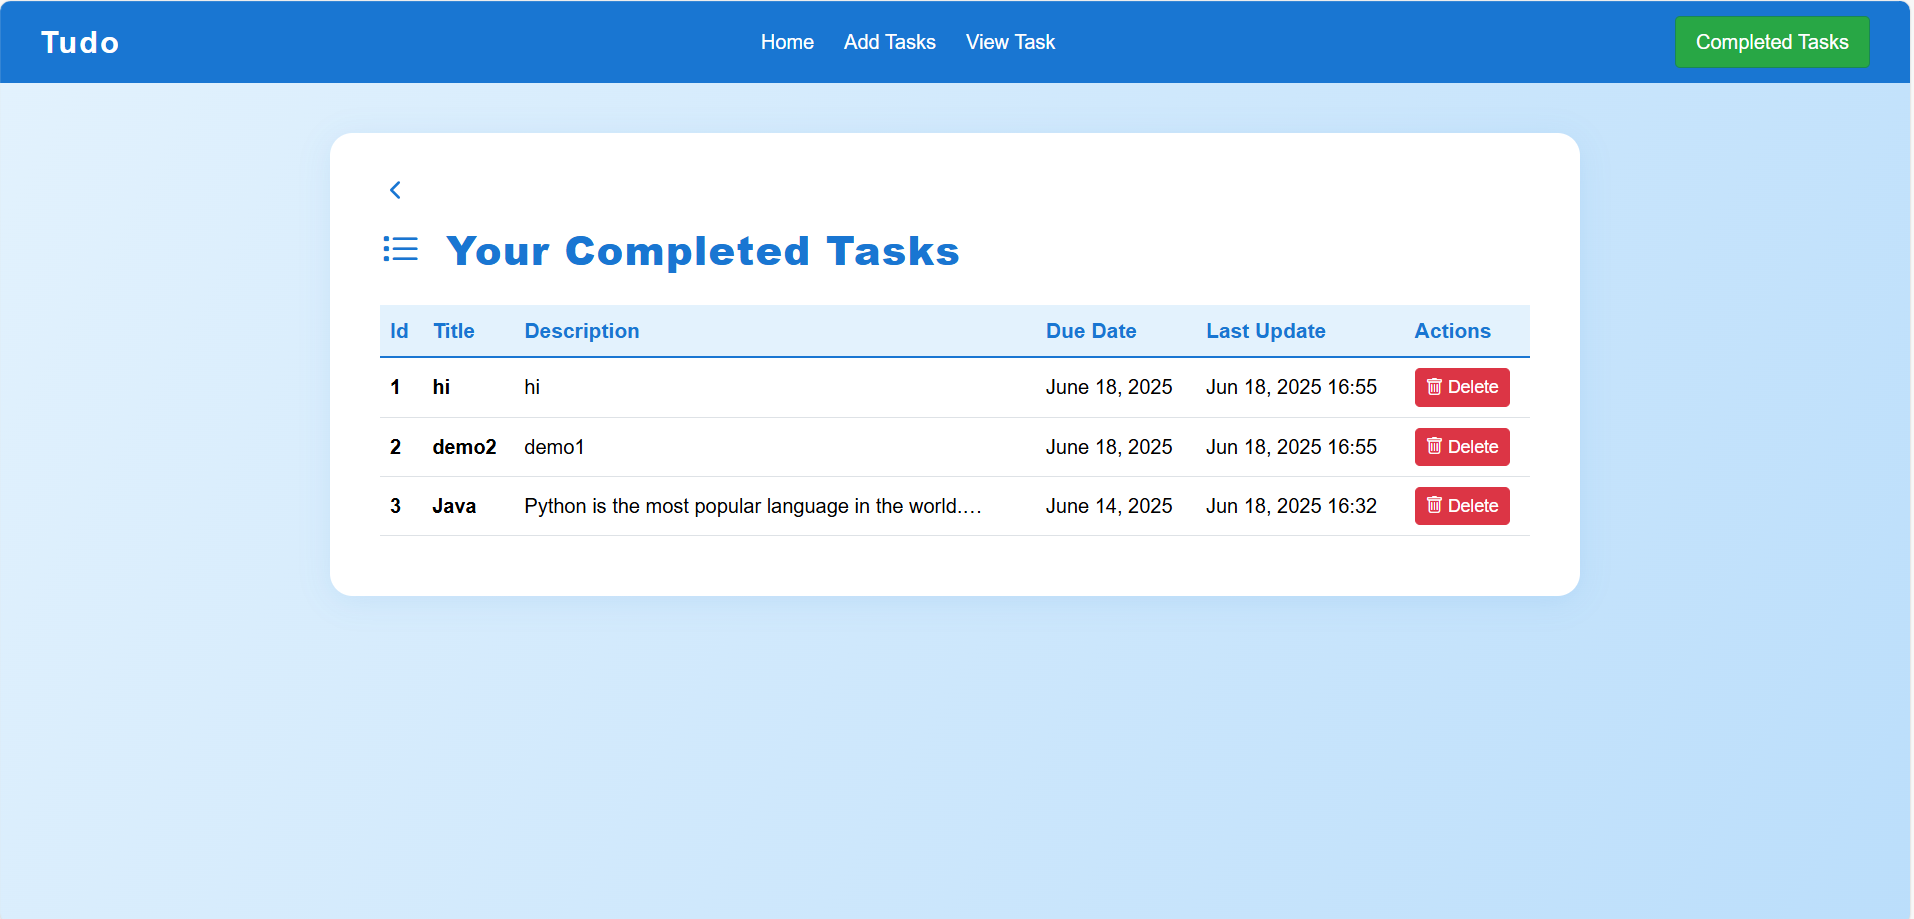 Tudo
Home Add Tasks View Task
Completed Tasks
Your Completed Tasks
Id Title Description Due Date Last Update Actions
1 hi hi June 18, 2025 Jun 18, 2025 16:55 Delete
2 demo2 demo1 June 18, 2025 Jun 18, 2025 16:55 Delete
3 Java Python is the most popular language in the world.… June 14, 2025 Jun 18, 2025 16:32 Delete